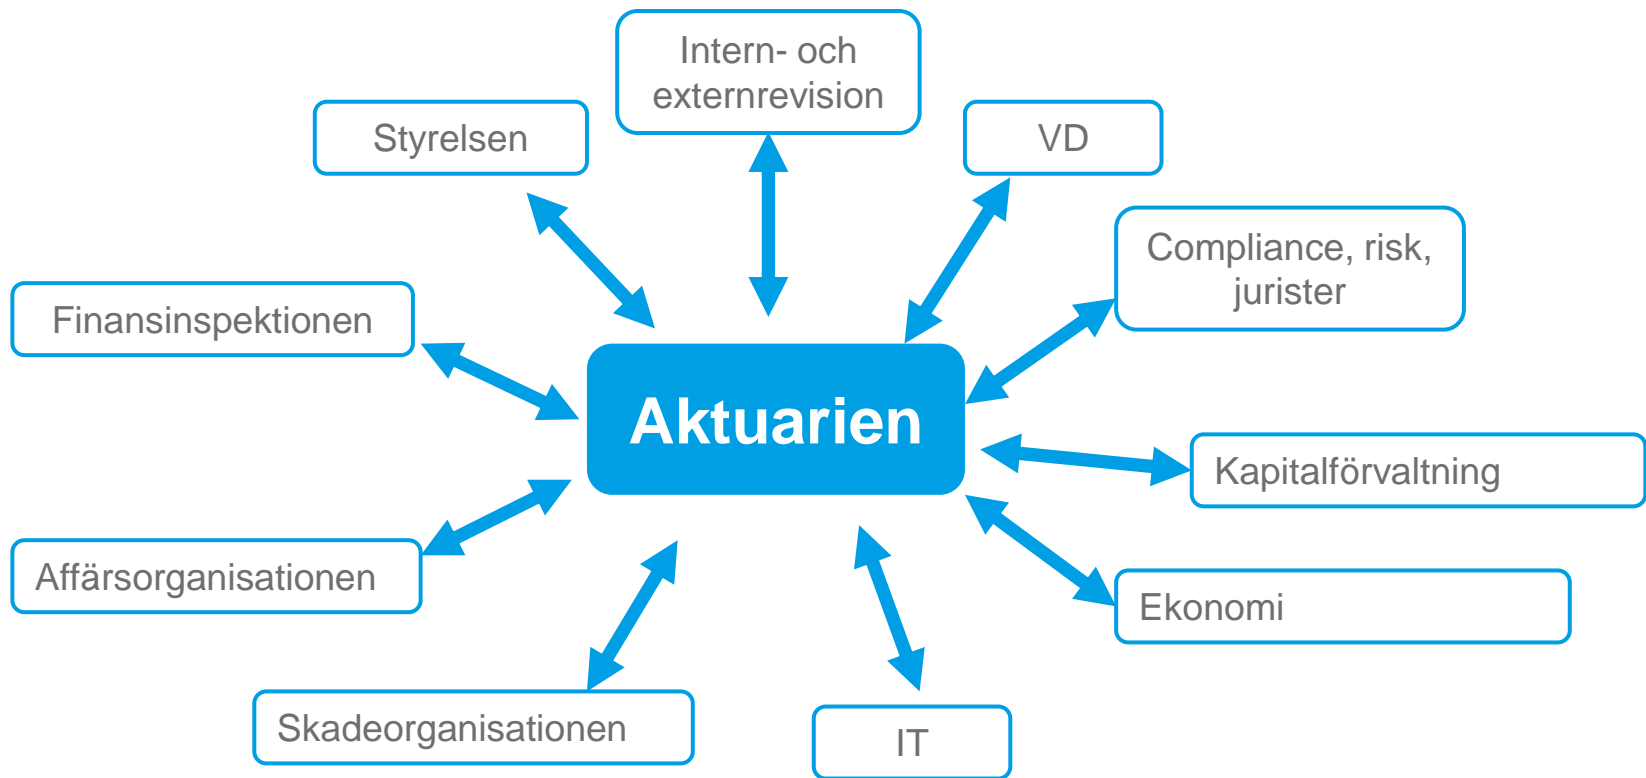 Intern- och
externrevision
Styrelsen
VD
Compliance, risk,
jurister
Finansinspektionen
Aktuarien
Kapitalförvaltning
Affärsorganisationen
Ekonomi
Skadeorganisationen
IT